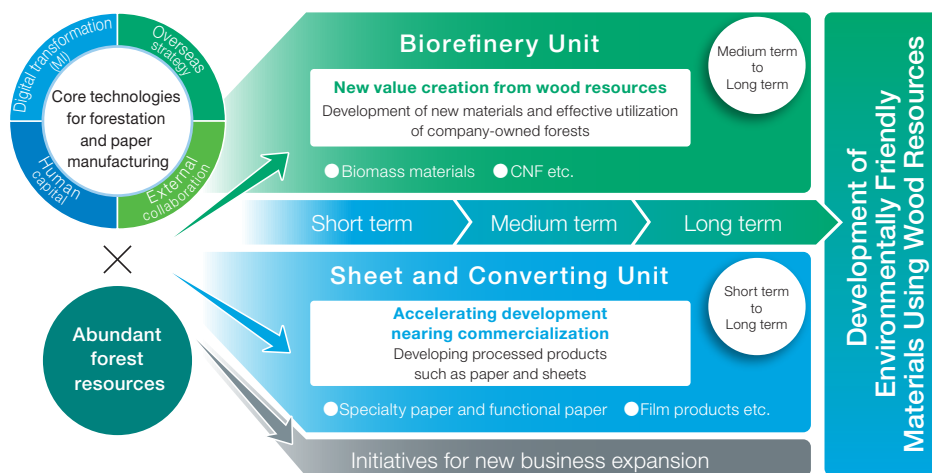 Digital transformation
(MI)
Overseas
strategy
Core technologies
for forestation
and paper
manufacturing
Human
capital
External
collaboration
×
Abundant
forest
resources
Biorefinery Unit
Medium term
to
Long term
New value creation from wood resources
Development of new materials and effective utilization
of company-owned forests
●Biomass materials ●CNF etc.
Short term Medium term Long term
Sheet and Converting Unit
Short term
to
Long term
Accelerating development
nearing commercialization
Developing processed products
such as paper and sheets
●Specialty paper and functional paper ●Film products etc.
Initiatives for new business expansion
Development of
Environmentally Friendly
Materials Using Wood Resources